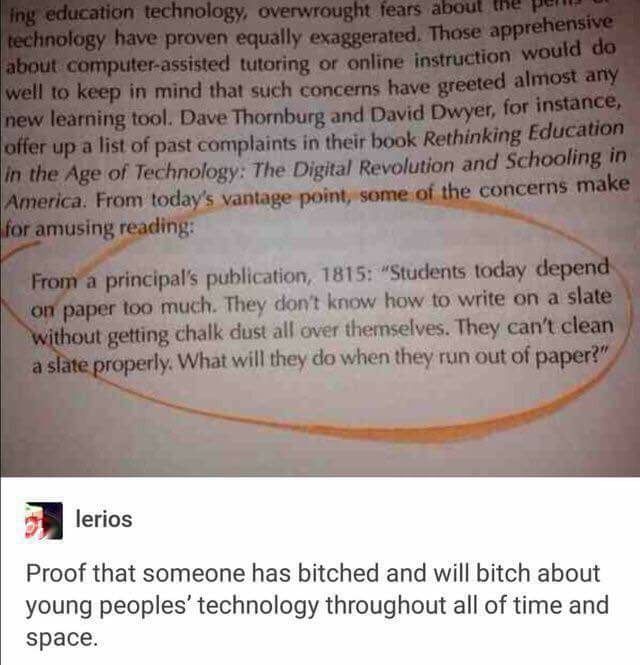 ing education technology, overwrought fears about the
technology have proven equally exaggerated. Those apprehensive
about computer-assisted tutoring or online instruction would do
well to keep in mind that such concerns have greeted almost any
new learning tool. Dave Thornburg and David Dwyer, for instance,
offer up a list of past complaints in their book Rethinking Education
in the Age of Technology: The Digital Revolution and Schooling in
America. From today's vantage point, some of the concerns make
for amusing reading:
From a principal's publication, 1815: "Students today depend
on paper too much. They don't know how to write on a slate
without getting chalk dust all over themselves. They can't clean
a slate properly. What will they do when they run out of paper?"
lerios
Proof that someone has bitched and will bitch about
young peoples' technology throughout all of time and
space.